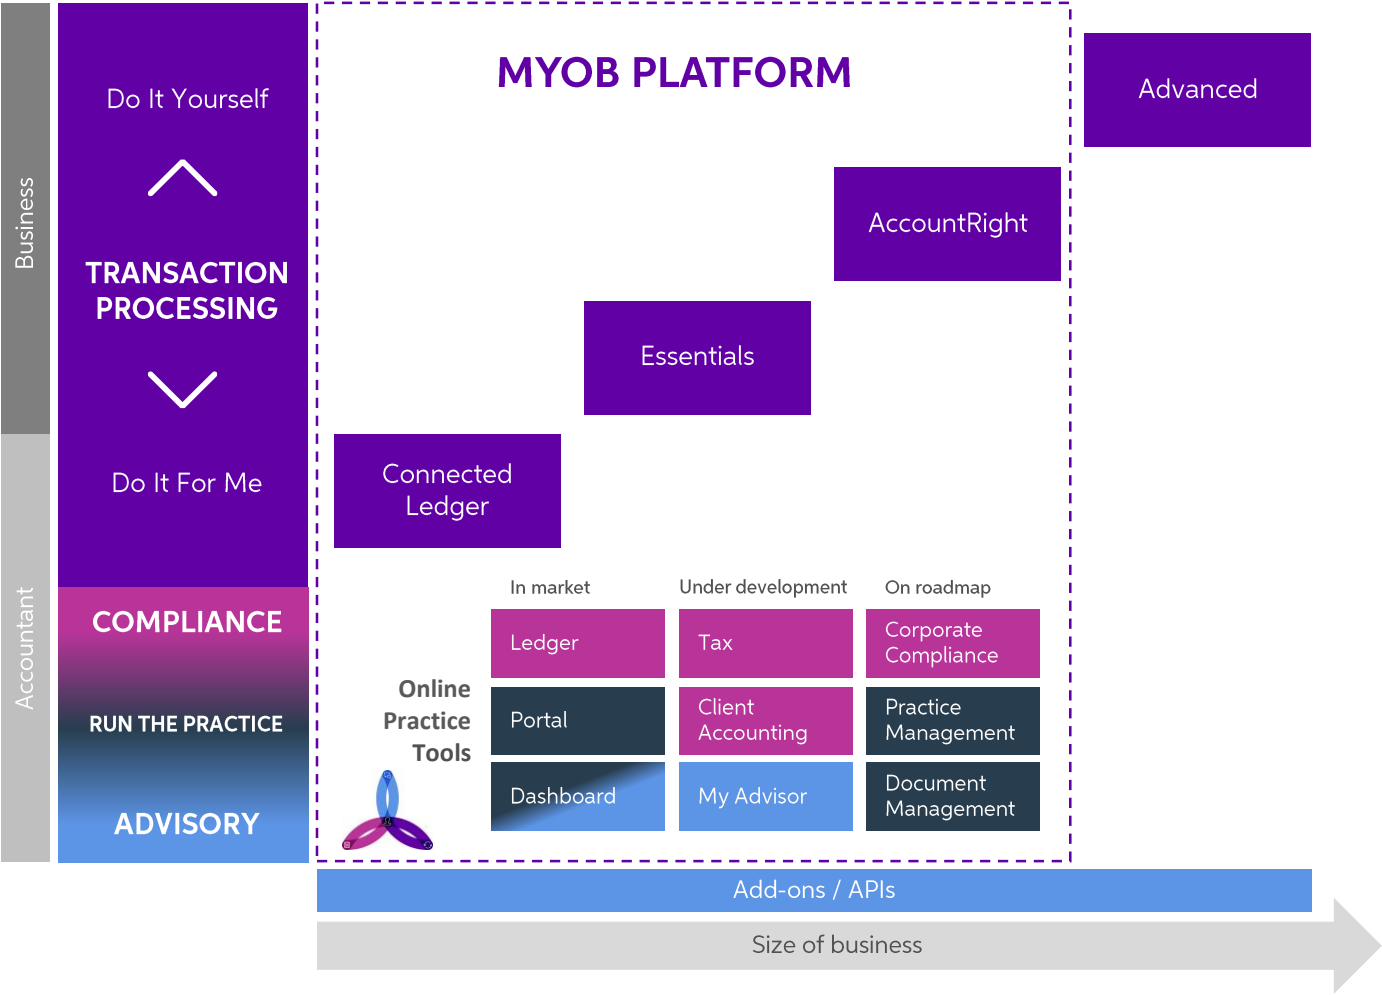 Business
Accountant
Do It Yourself
TRANSACTION
PROCESSING
Do It For Me
COMPLIANCE
RUN THE PRACTICE
ADVISORY
MYOB PLATFORM
Advanced
AccountRight
Essentials
Connected
Ledger
Online
Practice
Tools
In market
Under development
On roadmap
Ledger
Tax
Corporate
Compliance
Portal
Client
Accounting
Practice
Management
Dashboard
My Advisor
Document
Management
Add-ons / APIs
Size of business